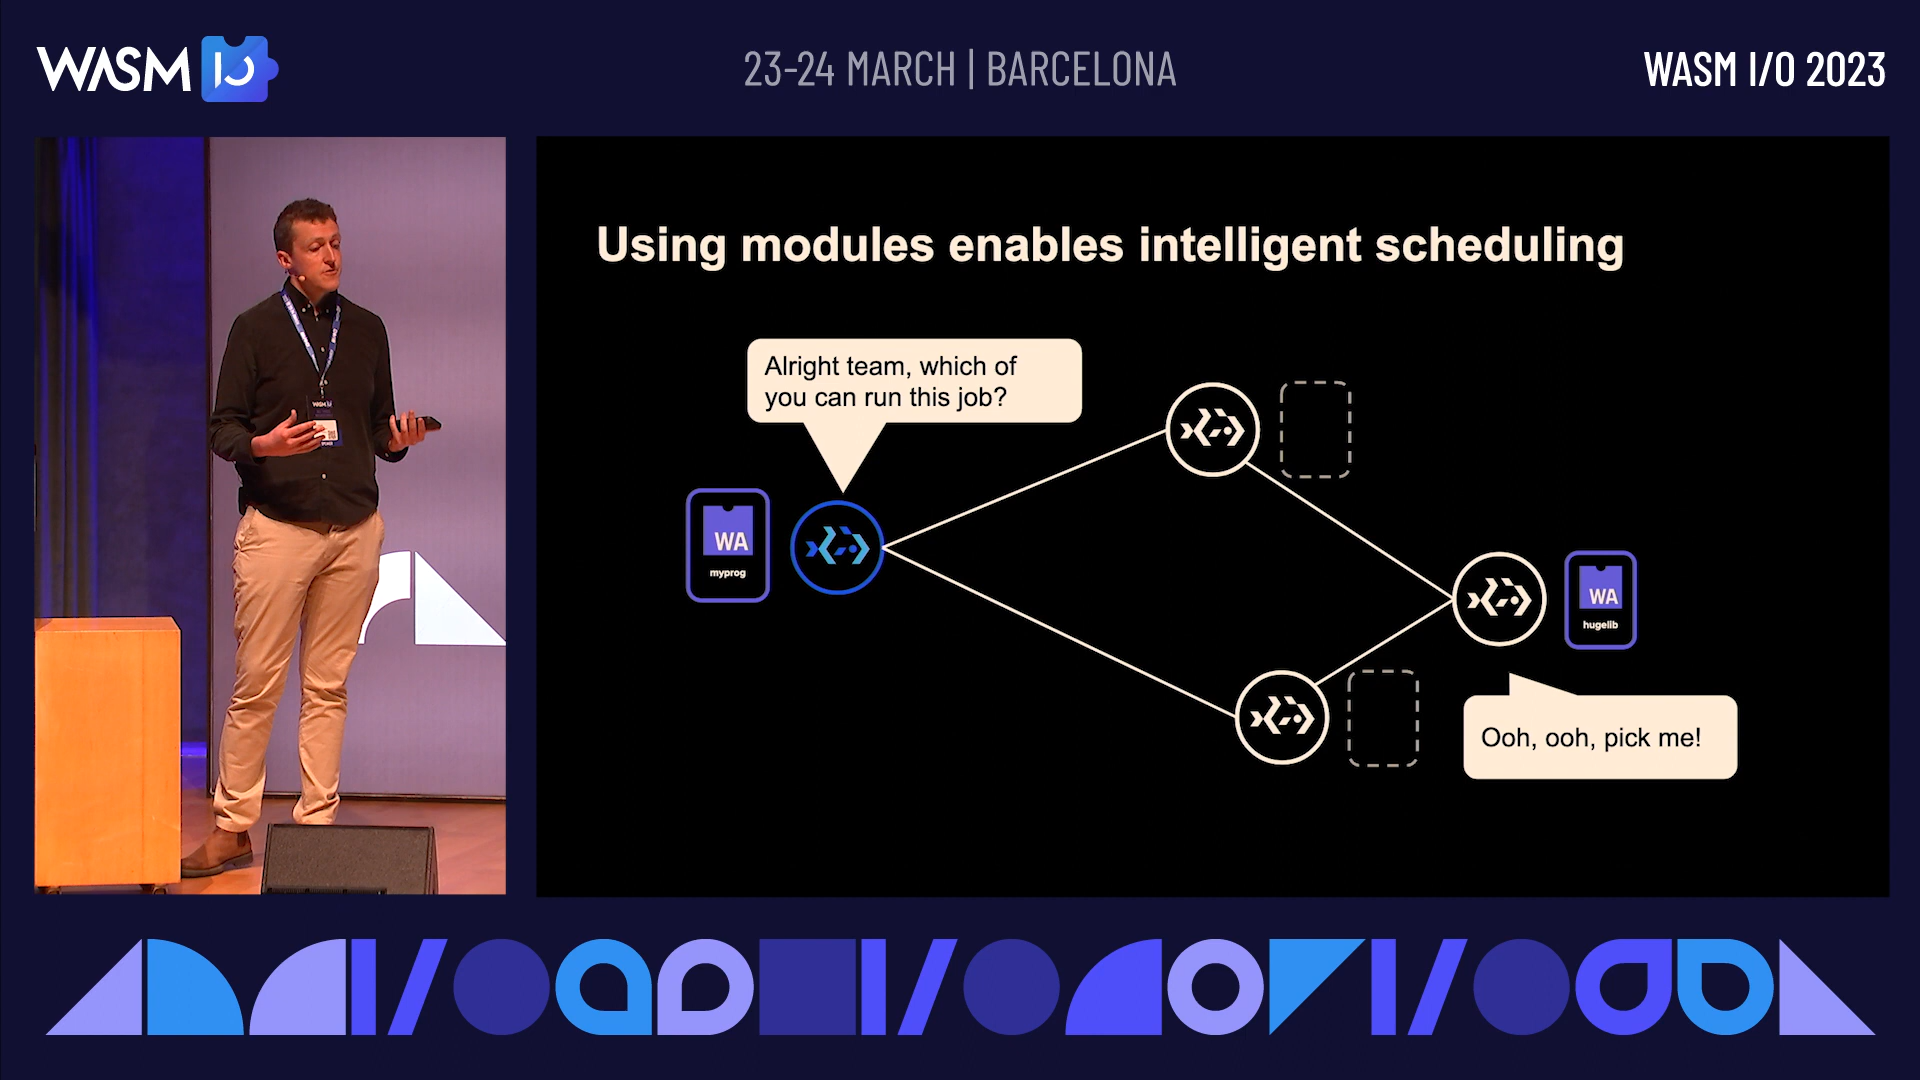 WASM IO
23-24 MARCH | BARCELONA
WASM I/O 2023
Using modules enables intelligent scheduling
Alright team, which of
you can run this job?
WA
myprog
WA
hugelib
Ooh, ooh, pick me!